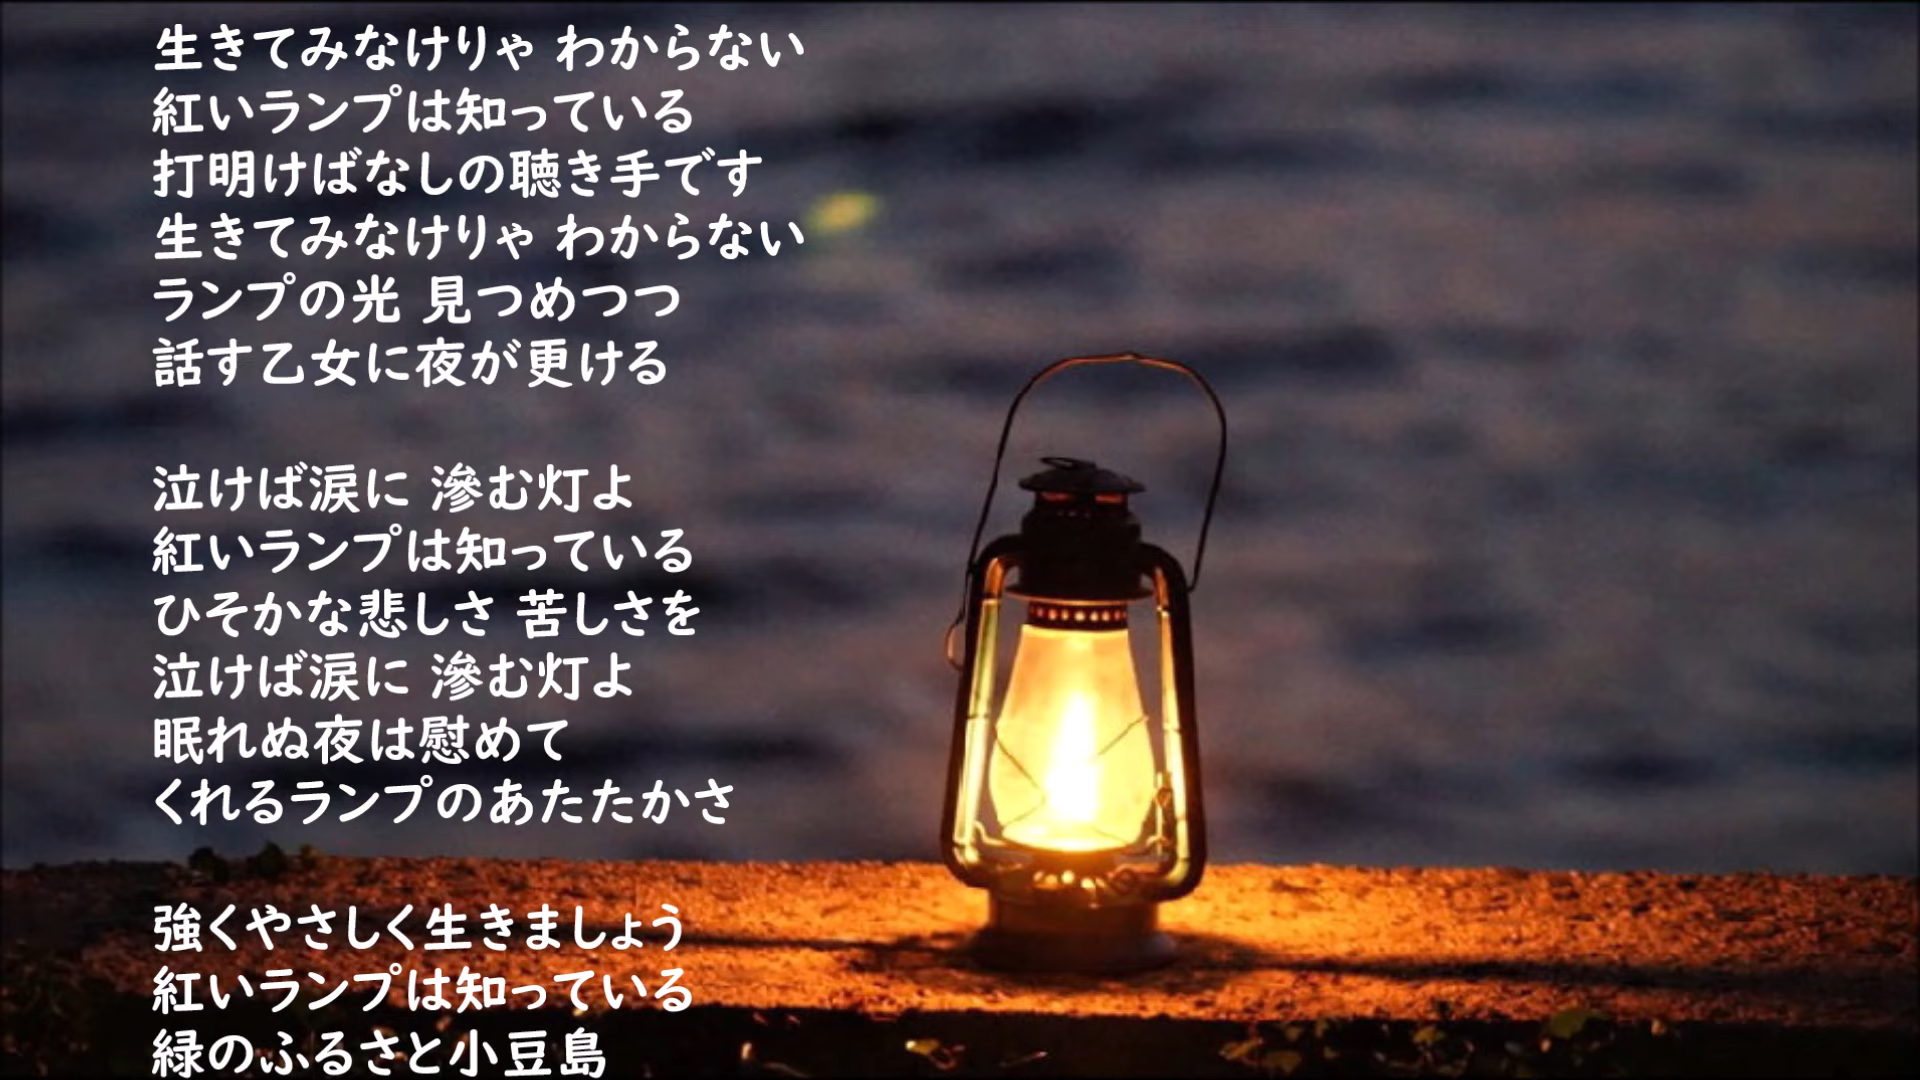 生きてみなけりゃ わからない
紅いランプは知っている
打明けばなしの聴き手です
生きてみなけりゃ わからない
ランプの光 見つめつつ
話す乙女に夜が更ける
泣けば涙に 滲む灯よ
紅いランプは知っている
ひそかな悲しさ 苦しさを
泣けば涙に 滲む灯よ
眠れぬ夜は慰めて
くれるランプのあたたかさ
強くやさしく生きましょう
紅いランプは知っている
緑のふるさと小豆島